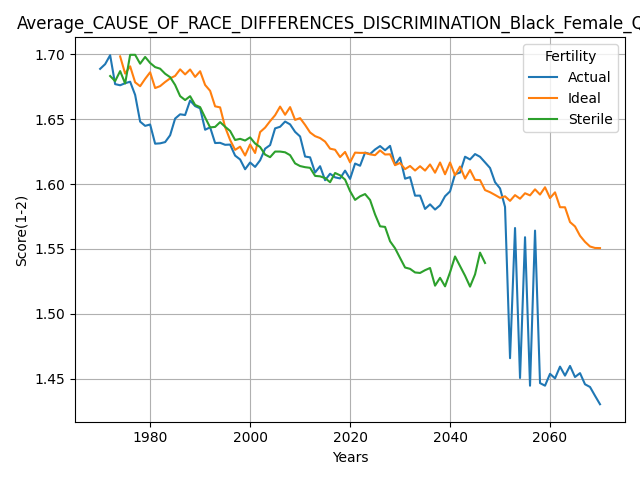 Average_CAUSE_OF_RACE_DIFFERENCES_DISCRIMINATION_Black_Female_Q
Fertility
Actual
Ideal
Sterile
Score(1-2)
1.70
1.65
1.60
1.55
1.50
1.45
1980
2000
2020
2040
2060
Years